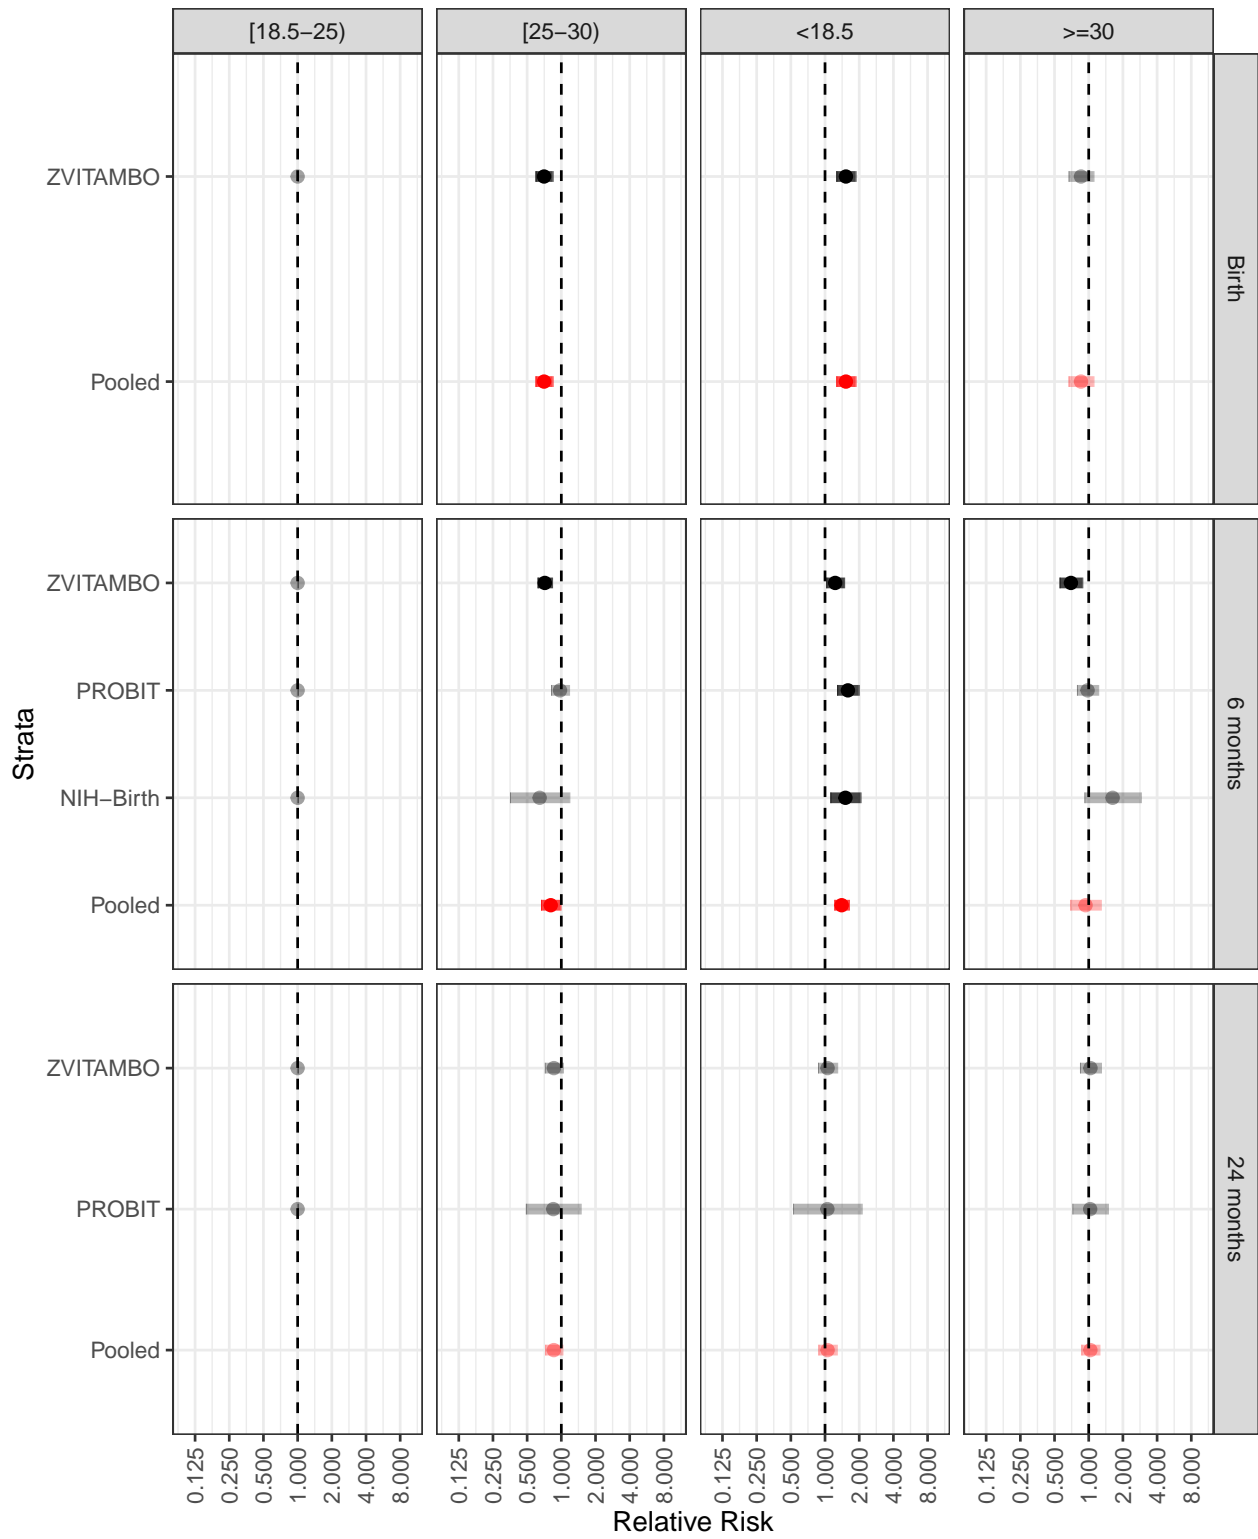 [18.5−25)
[25−30)
<18.5
>=30
ZVITAMBO
Pooled
Birth
ZVITAMBO
PROBIT
NIH−Birth
Pooled
6 months
ZVITAMBO
PROBIT
Pooled
24 months
Strata
0.125 0.250 0.500 1.000 2.000 4.000 8.000
0.125 0.250 0.500 1.000 2.000 4.000 8.000
0.125 0.250 0.500 1.000 2.000 4.000 8.000
0.125 0.250 0.500 1.000 2.000 4.000 8.000
Relative Risk